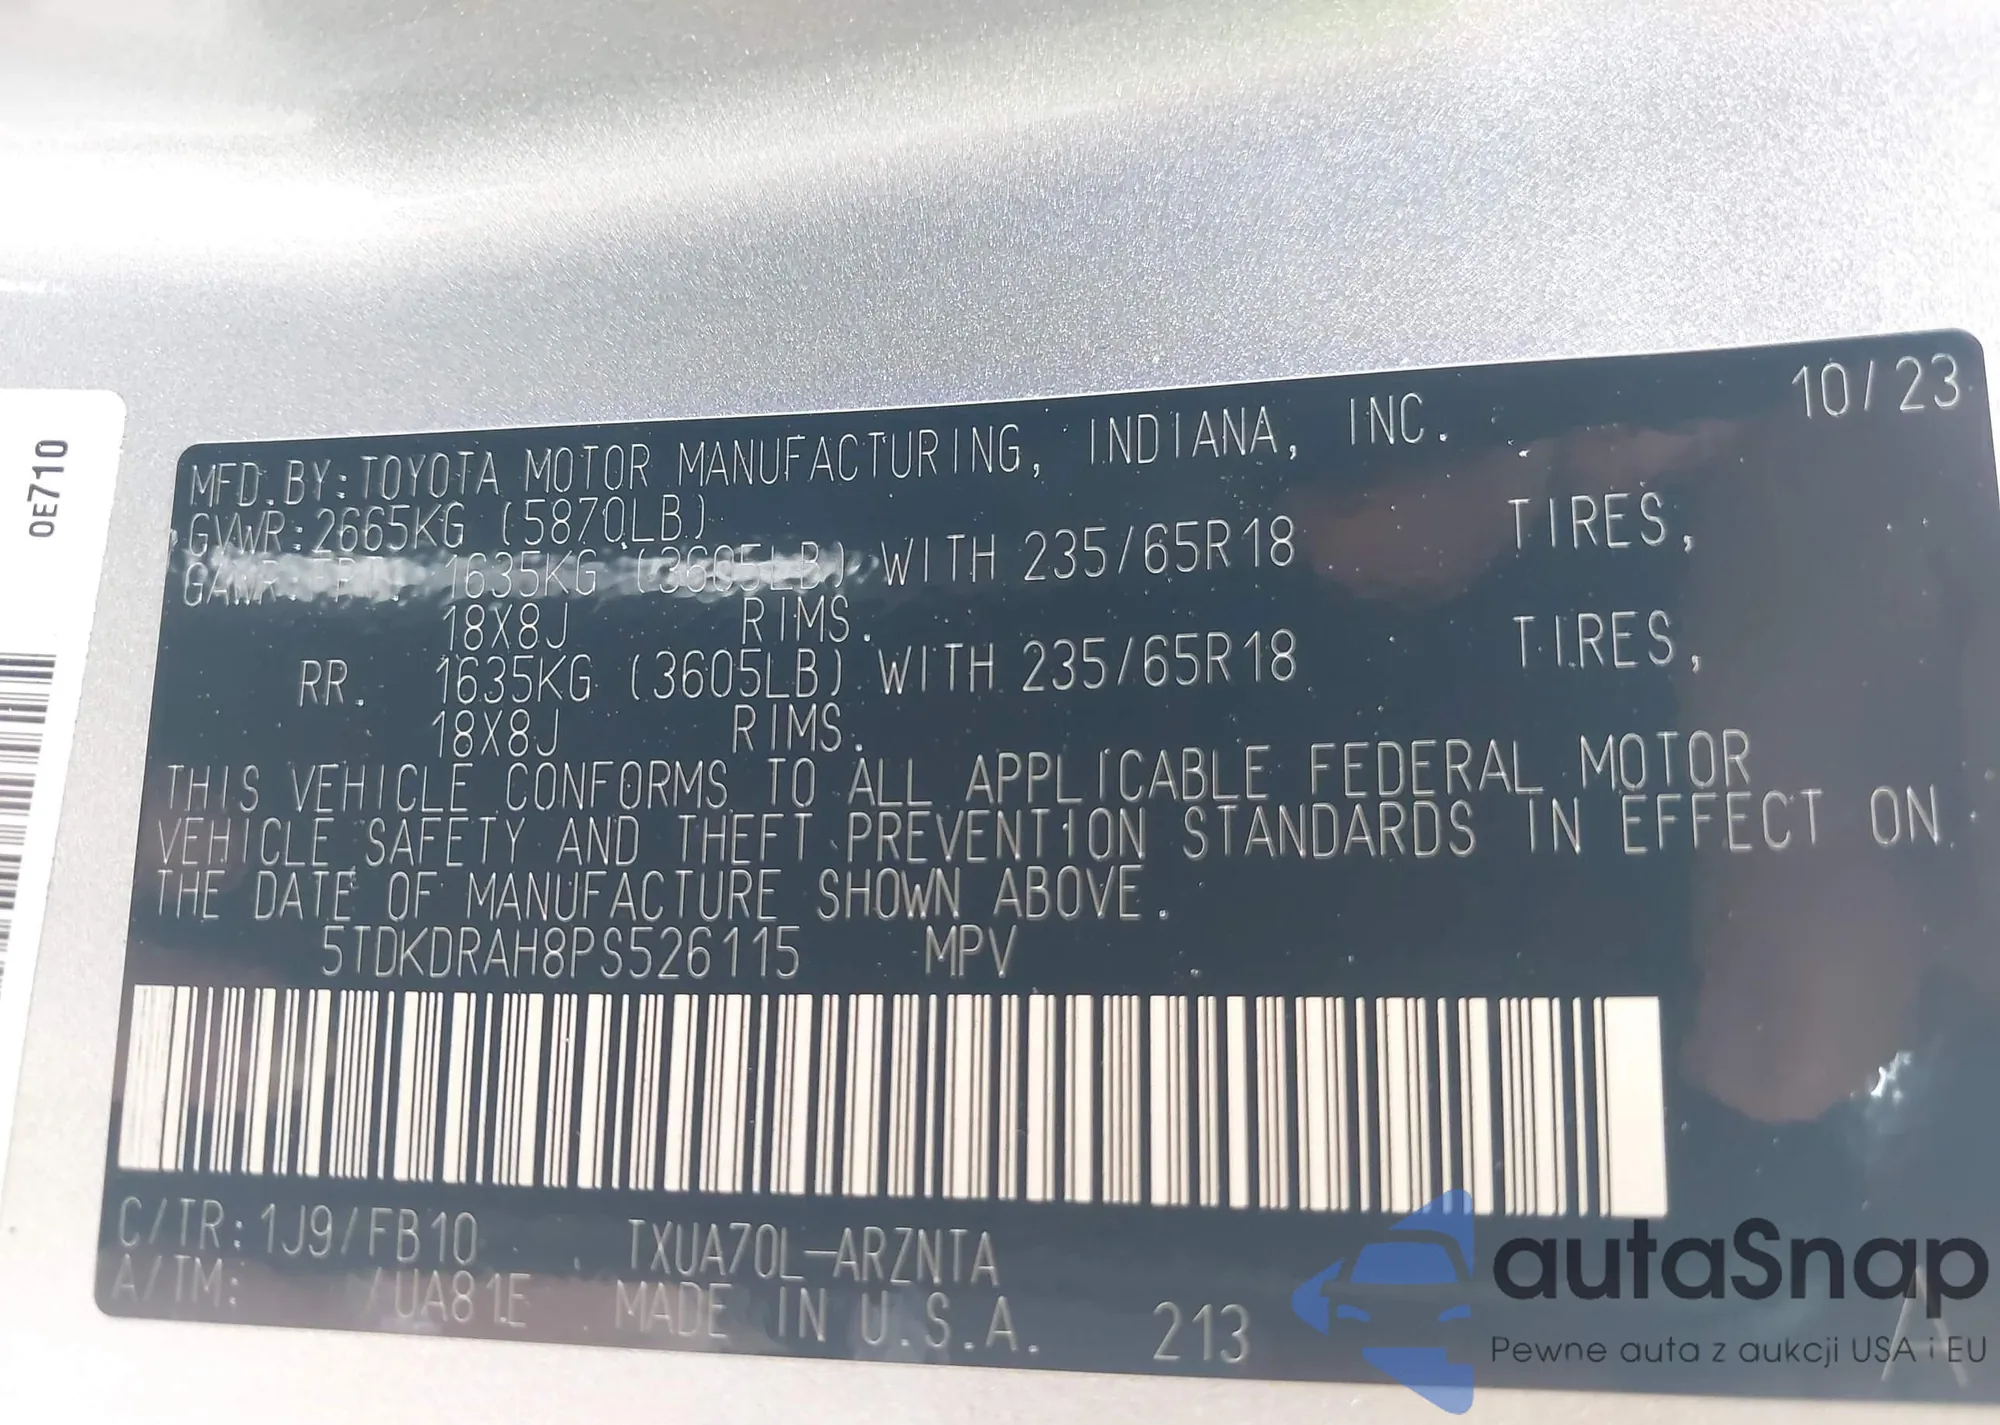 0E710
10/23
MFD.BY:TOYOTA MOTOR MANUFACTURING, INDIANA, INC.
GVWR:2665KG (5870LB)
GAWR:FRT. 1635KG (3605LB) WITH 235/65R18 TIRES,
18X8J RIMS.
RR. 1635KG (3605LB) WITH 235/65R18 TIRES,
18X8J RIMS.
THIS VEHICLE CONFORMS TO ALL APPLICABLE FEDERAL MOTOR
VEHICLE SAFETY AND THEFT PREVENTION STANDARDS IN EFFECT ON
THE DATE OF MANUFACTURE SHOWN ABOVE.
5TDKDRAH8PS526115 MPV
C/TR:1J9/FB10 TXUA70L-ARZNTA
A/TM: /UA81E MADE IN U.S.A. 213 A
autaSnap
Pewne auta z aukcji USA i EU